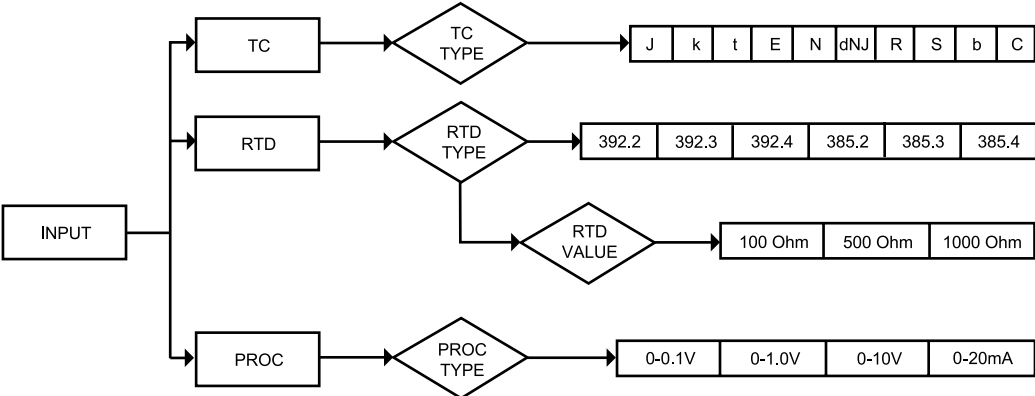 TC
TC
TYPE
J k t E N dNJ R S b C
RTD
RTD
TYPE
392.2 392.3 392.4 385.2 385.3 385.4
INPUT
RTD
VALUE
100 Ohm 500 Ohm 1000 Ohm
PROC
PROC
TYPE
0-0.1V 0-1.0V 0-10V 0-20mA